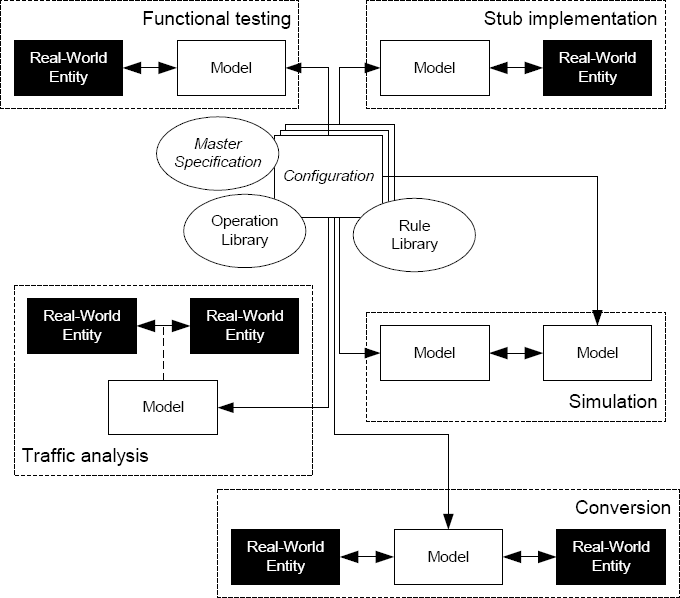 Functional testing
Real-World
Entity
Model
Stub implementation
Model
Real-World
Entity
Master
Specification
Configuration
Operation
Library
Rule
Library
Real-World
Entity
Real-World
Entity
Model
Traffic analysis
Model
Model
Simulation
Conversion
Real-World
Entity
Model
Real-World
Entity